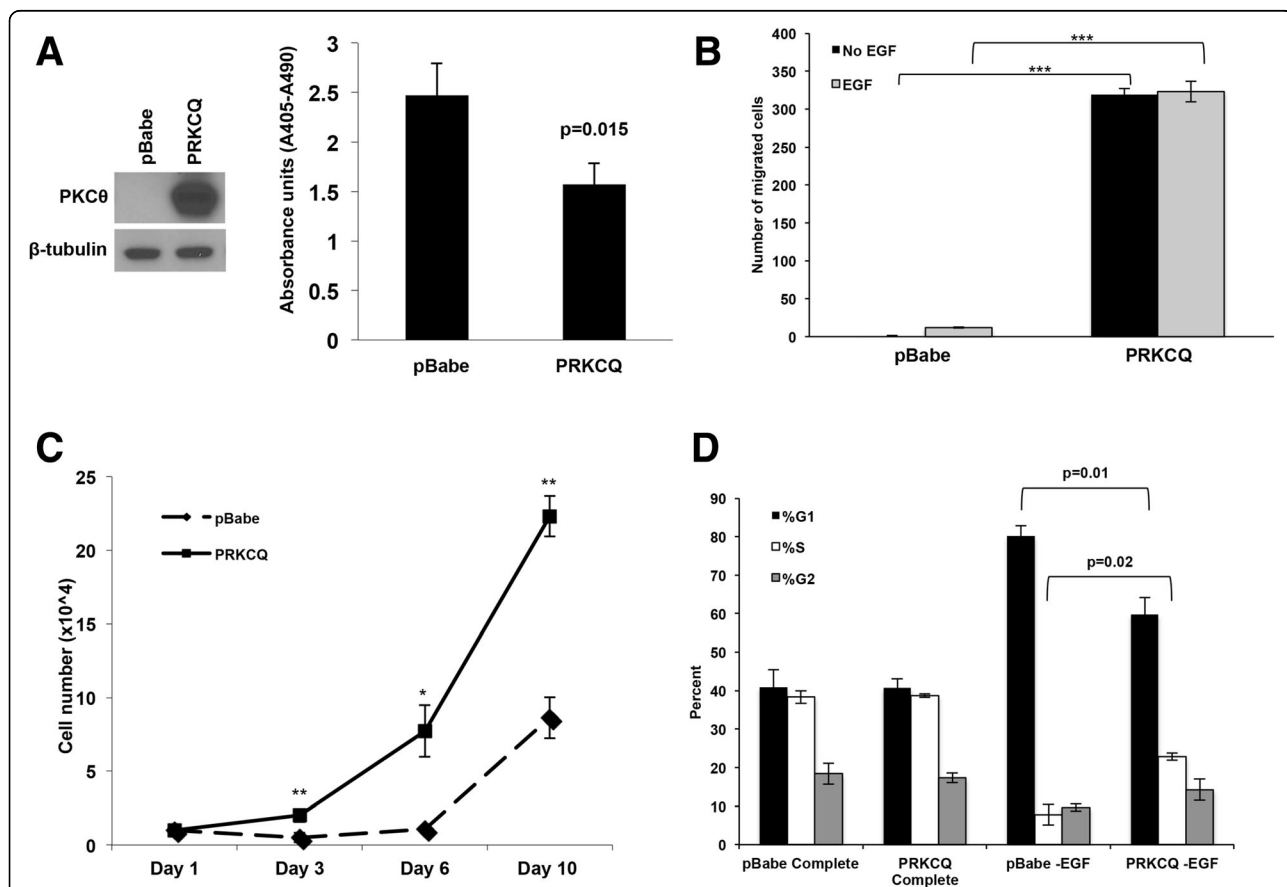 A
pBabe
PRKCQ
PKCθ
β-tubulin
Absorbance units (A405-A490)
3
2.5
2
1.5
1
0.5
0
p=0.015
pBabe
PRKCQ
B
Number of migrated cells
400
350
300
250
200
150
100
50
0
No EGF
EGF
***
***
pBabe
PRKCQ
C
Cell number (x10^4)
25
20
15
10
5
0
pBabe
PRKCQ
**
*
**
Day 1
Day 3
Day 6
Day 10
D
Percent
90
80
70
60
50
40
30
20
10
0
%G1
%S
%G2
p=0.01
p=0.02
pBabe Complete
PRKCQ
Complete
pBabe -EGF
PRKCQ -EGF